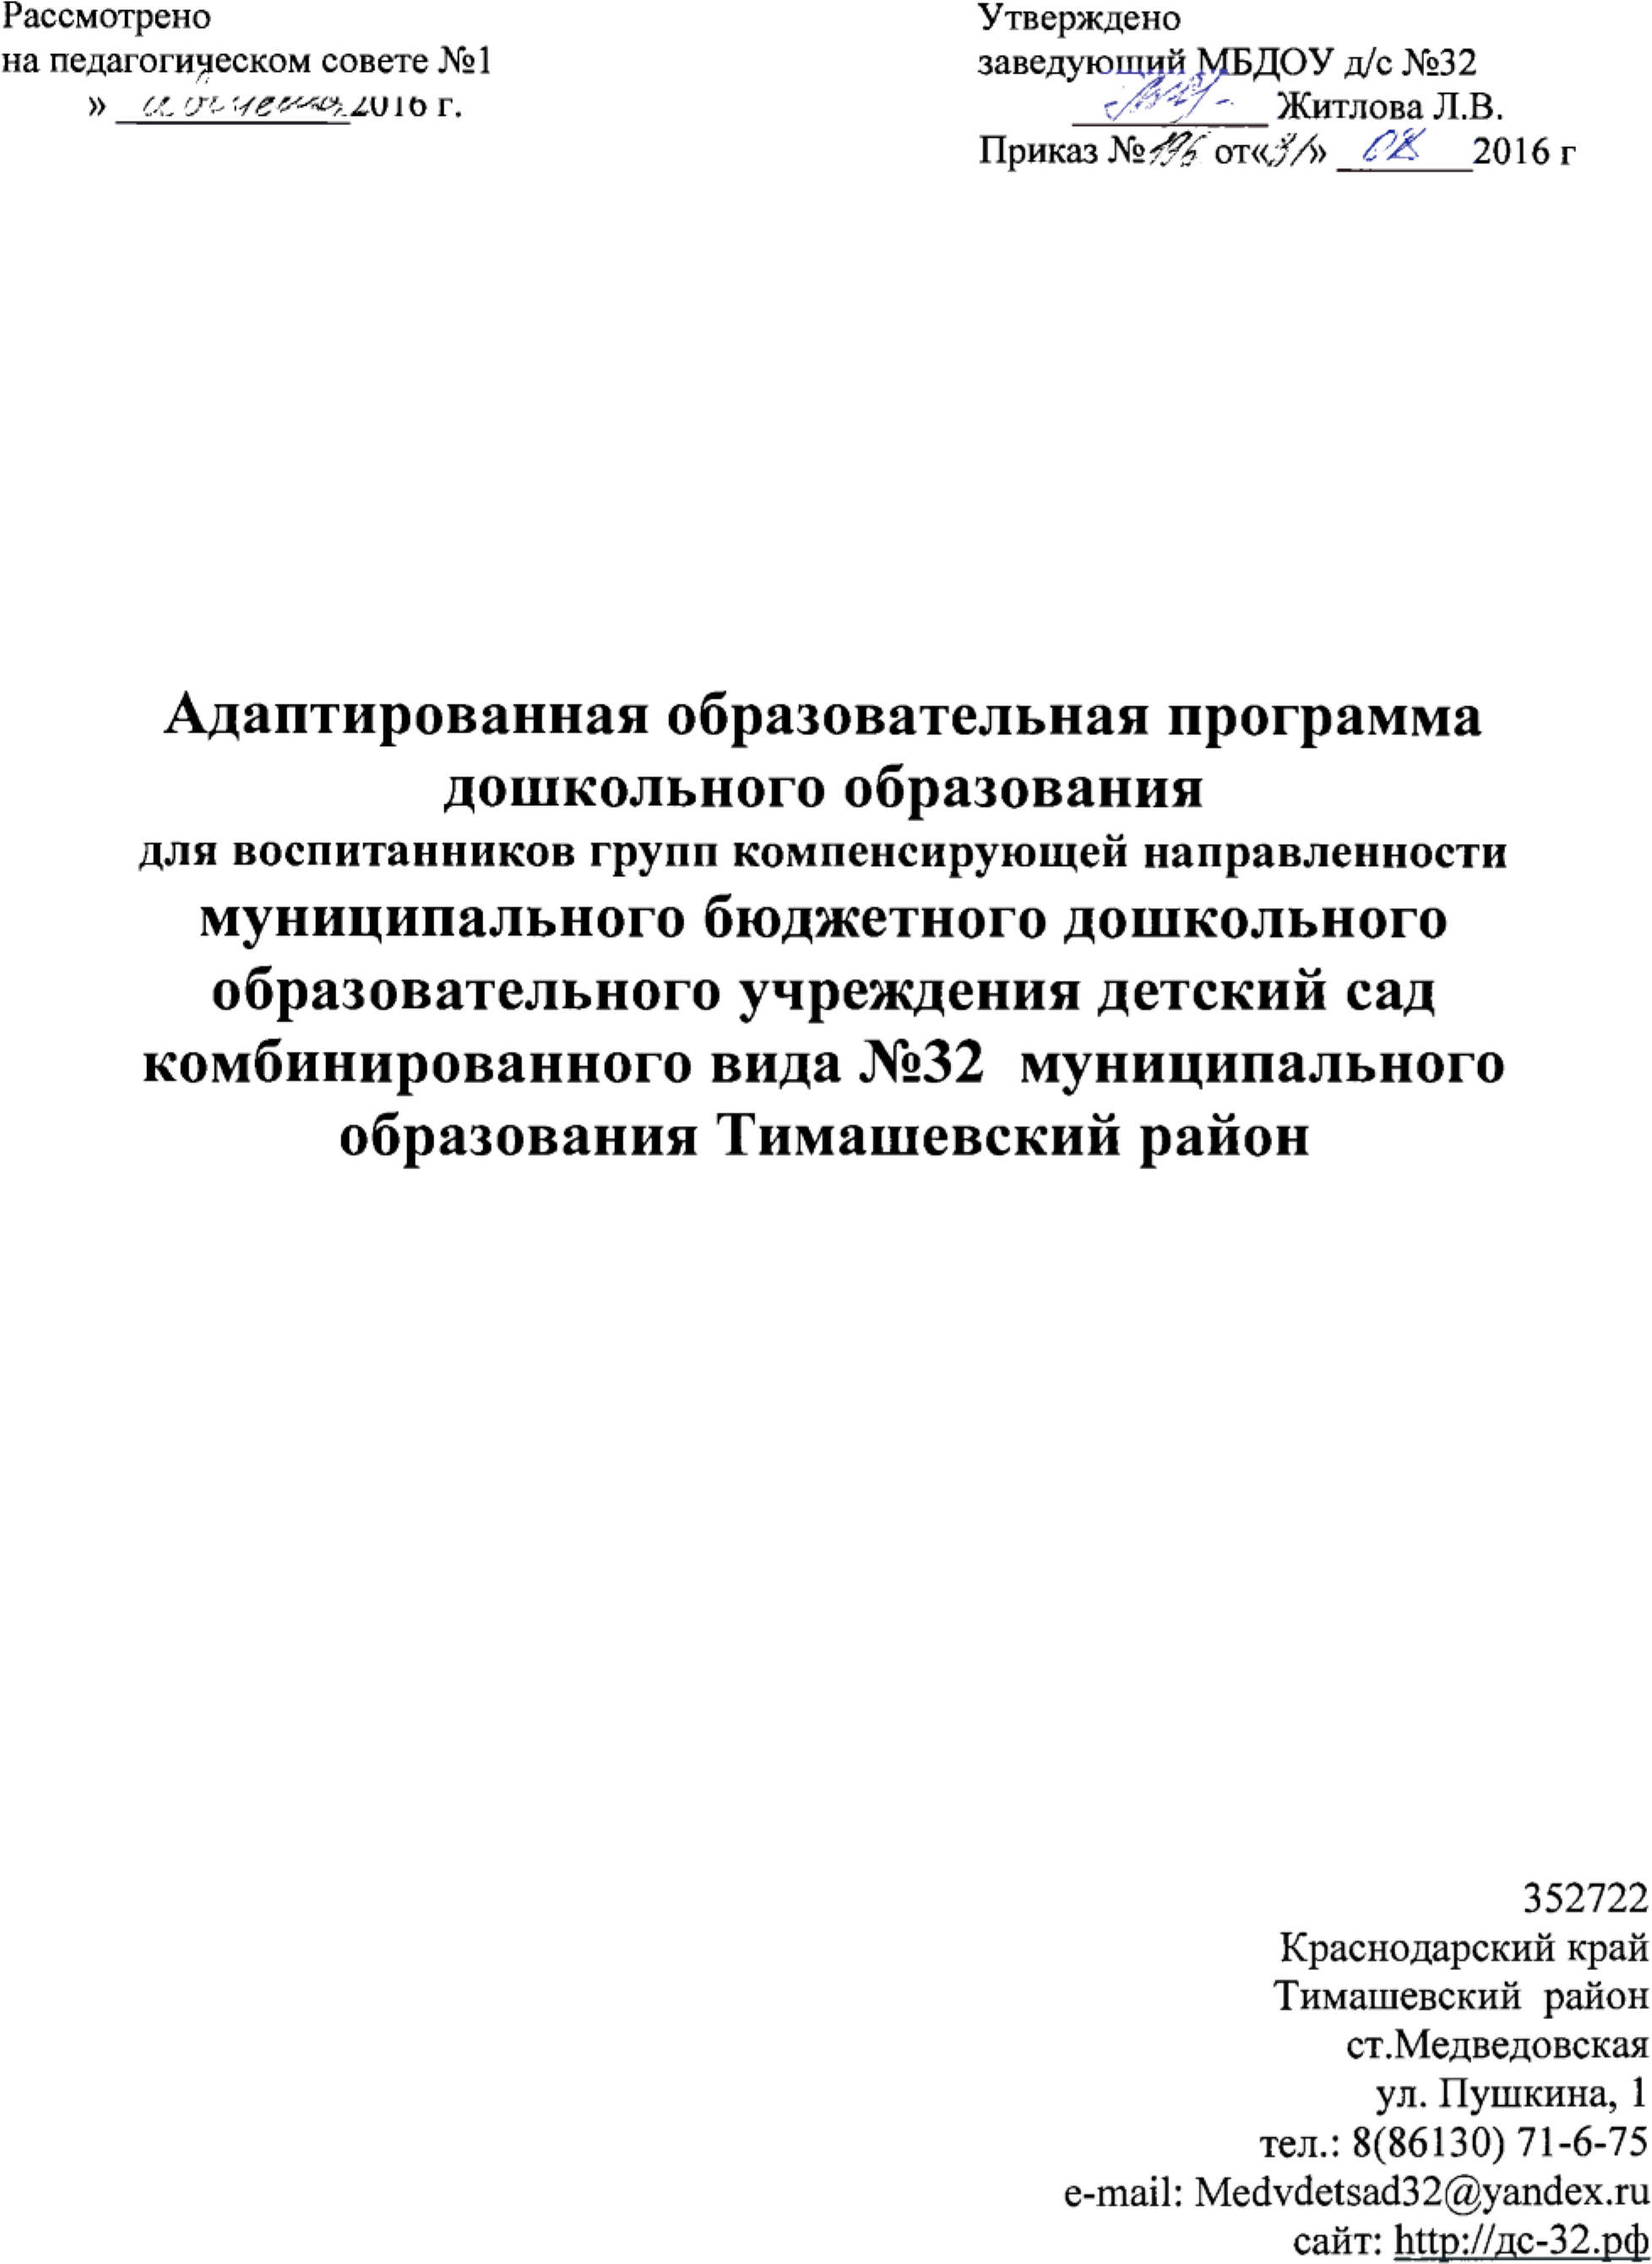 Рассмотрено
на педагогическом совете №1
» 2016 г.
Утверждено
заведующий МБДОУ д/с №32
Житлова Л.В.
Приказ №196 от«31» 08 2016 г
Адаптированная образовательная программа
дошкольного образования
для воспитанников групп компенсирующей направленности
муниципального бюджетного дошкольного
образовательного учреждения детский сад
комбинированного вида №32 муниципального
образования Тимашевский район
352722
Краснодарский край
Тимашевский район
ст.Медведовская
ул. Пушкина, 1
тел.: 8(86130) 71-6-75
e-mail: Medvdetsad32@yandex.ru
сайт: http://дс-32.рф